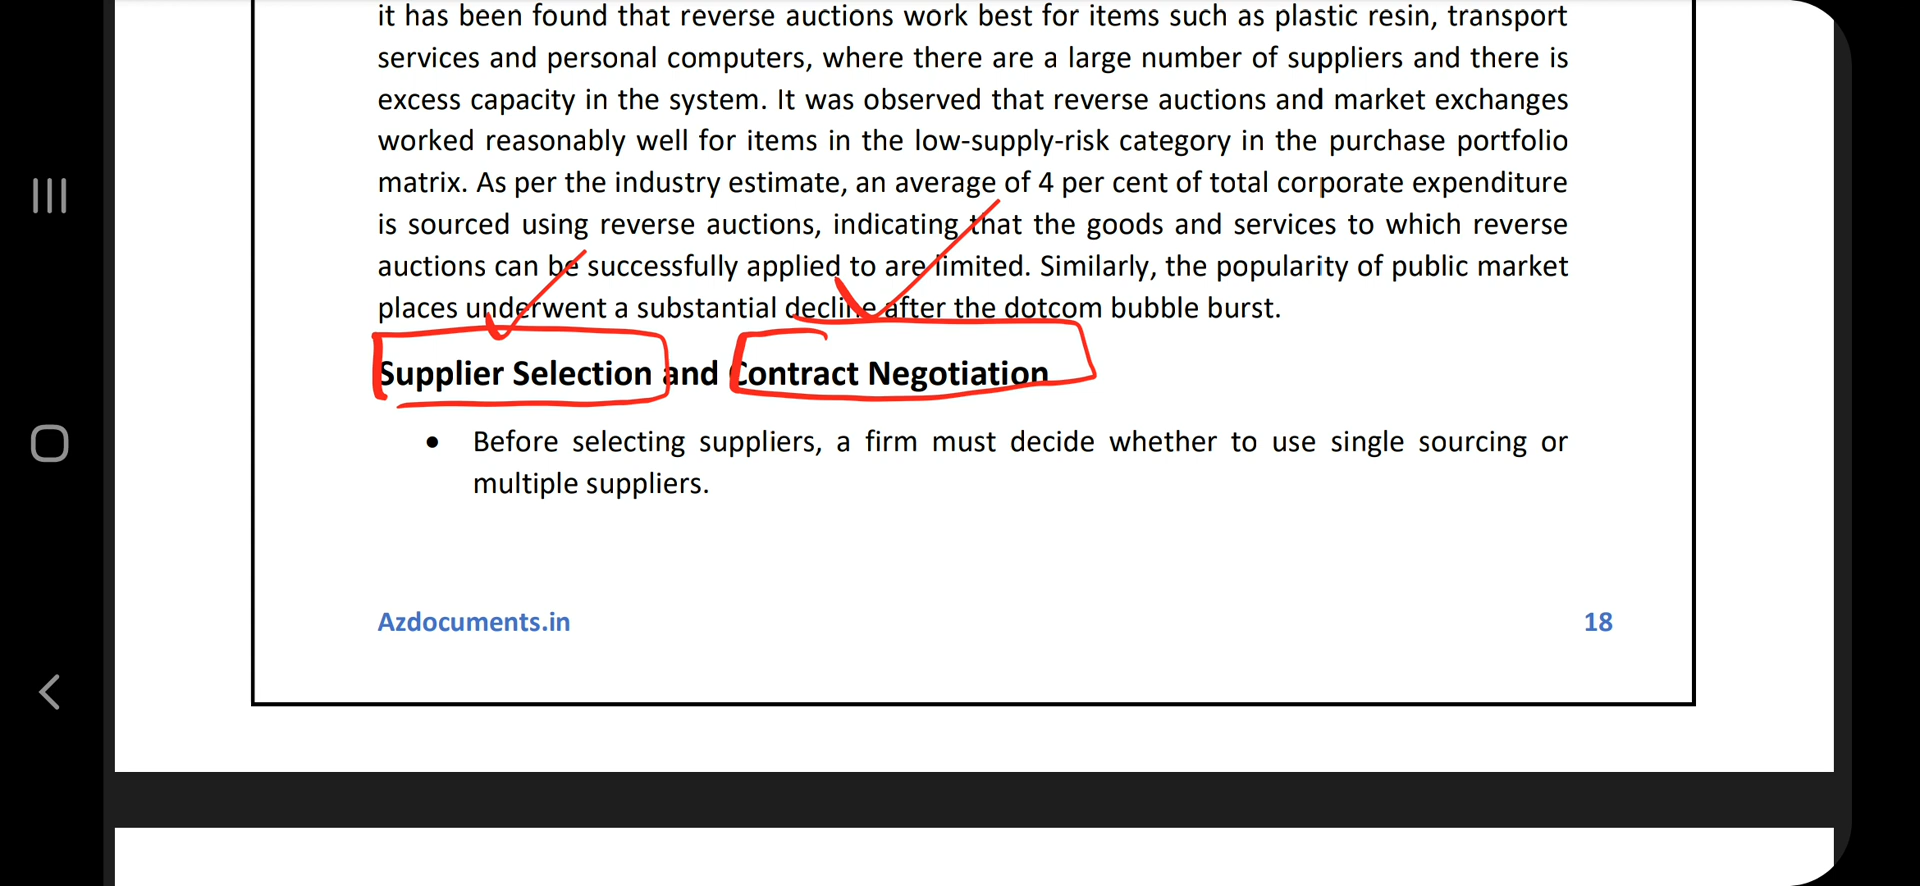 it has been found that reverse auctions work best for items such as plastic resin, transport
services and personal computers, where there are a large number of suppliers and there is
excess capacity in the system. It was observed that reverse auctions and market exchanges
worked reasonably well for items in the low-supply-risk category in the purchase portfolio
matrix. As per the industry estimate, an average of 4 per cent of total corporate expenditure
is sourced using reverse auctions, indicating that the goods and services to which reverse
auctions can be successfully applied to are limited. Similarly, the popularity of public market
places underwent a substantial decline after the dotcom bubble burst.
Supplier Selection and Contract Negotiation
• Before selecting suppliers, a firm must decide whether to use single sourcing or
multiple suppliers.
Azdocuments.in 18